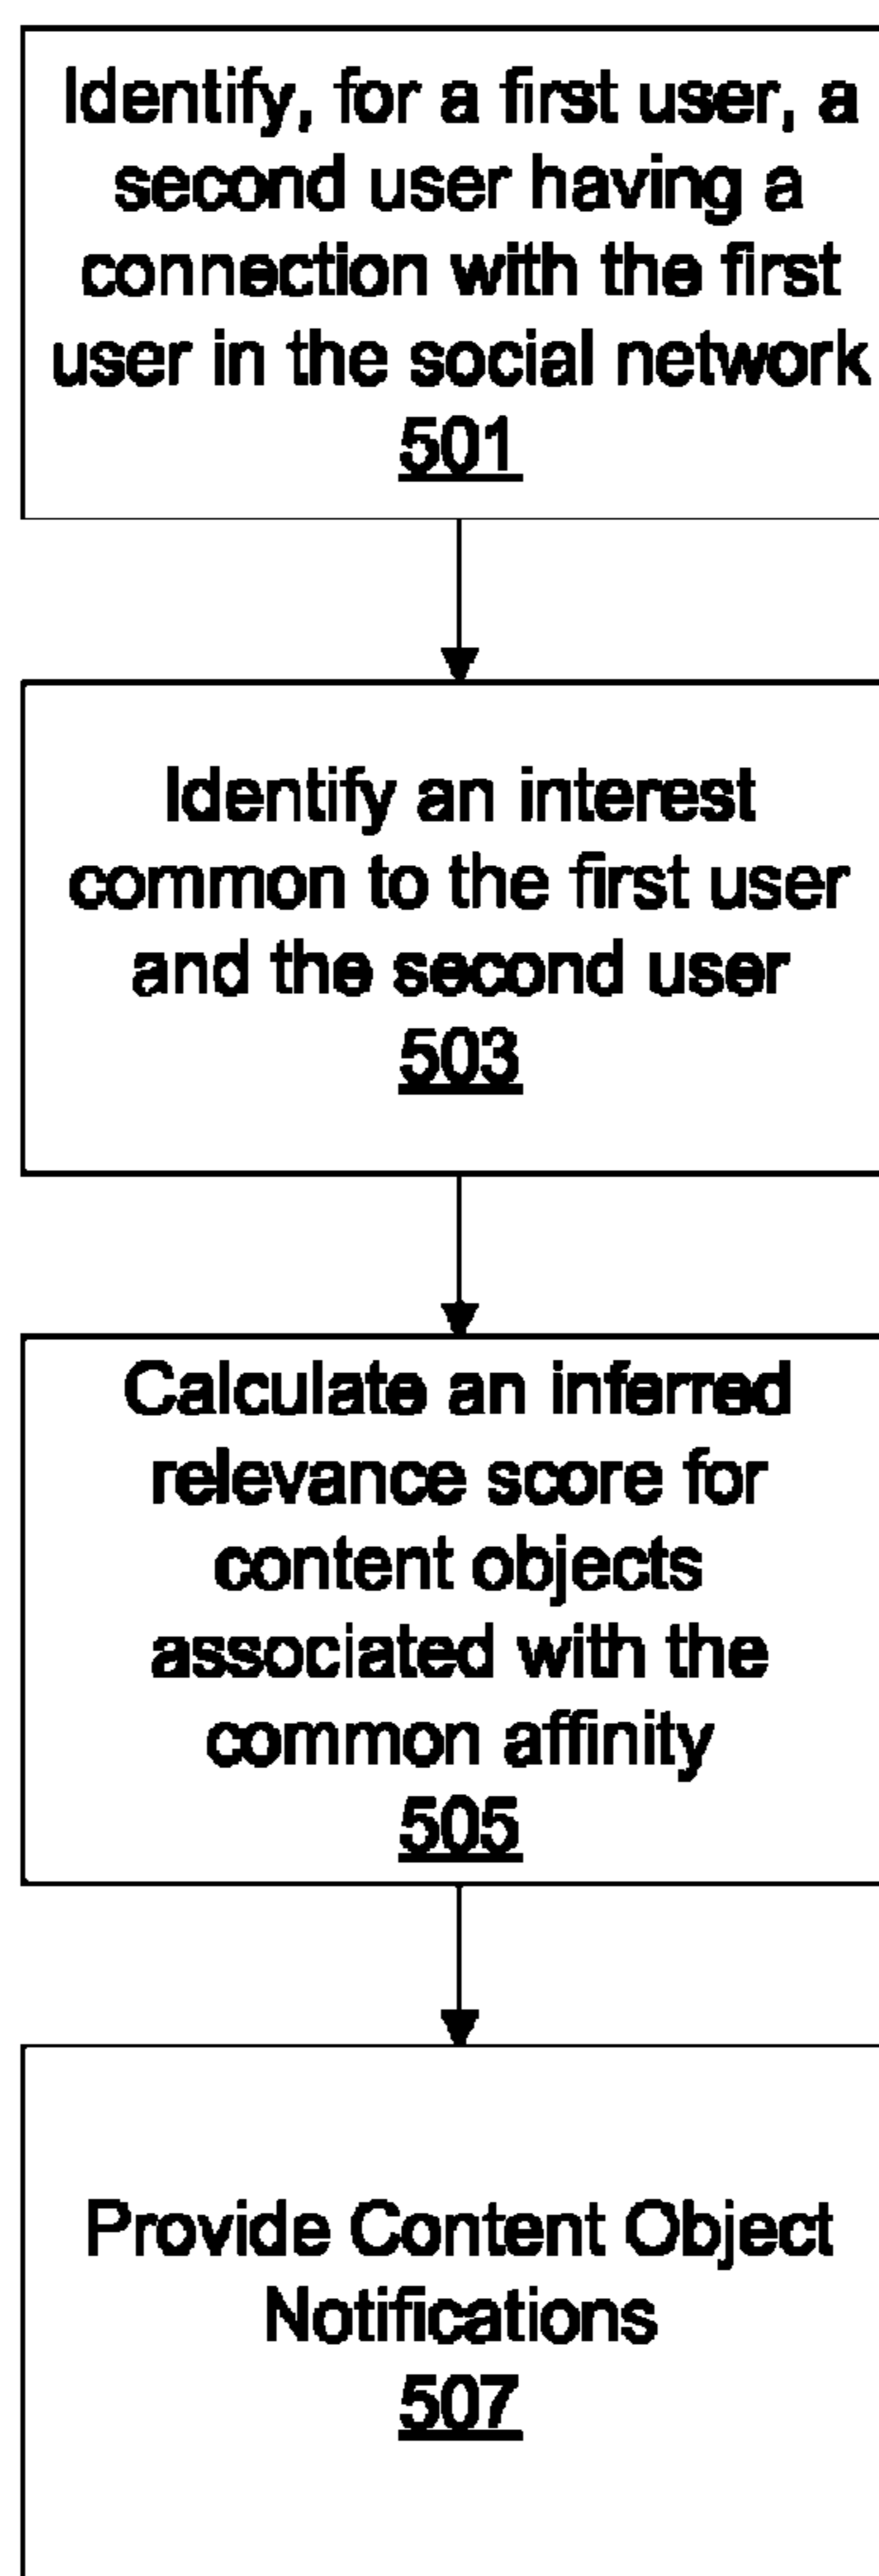 Identify, for a first user, a
second user having a
connection with the first
user in the social network
501
Identify an interest
common to the first user
and the second user
503
Calculate an inferred
relevance score for
content objects
associated with the
common affinity
505
Provide Content Object
Notifications
507